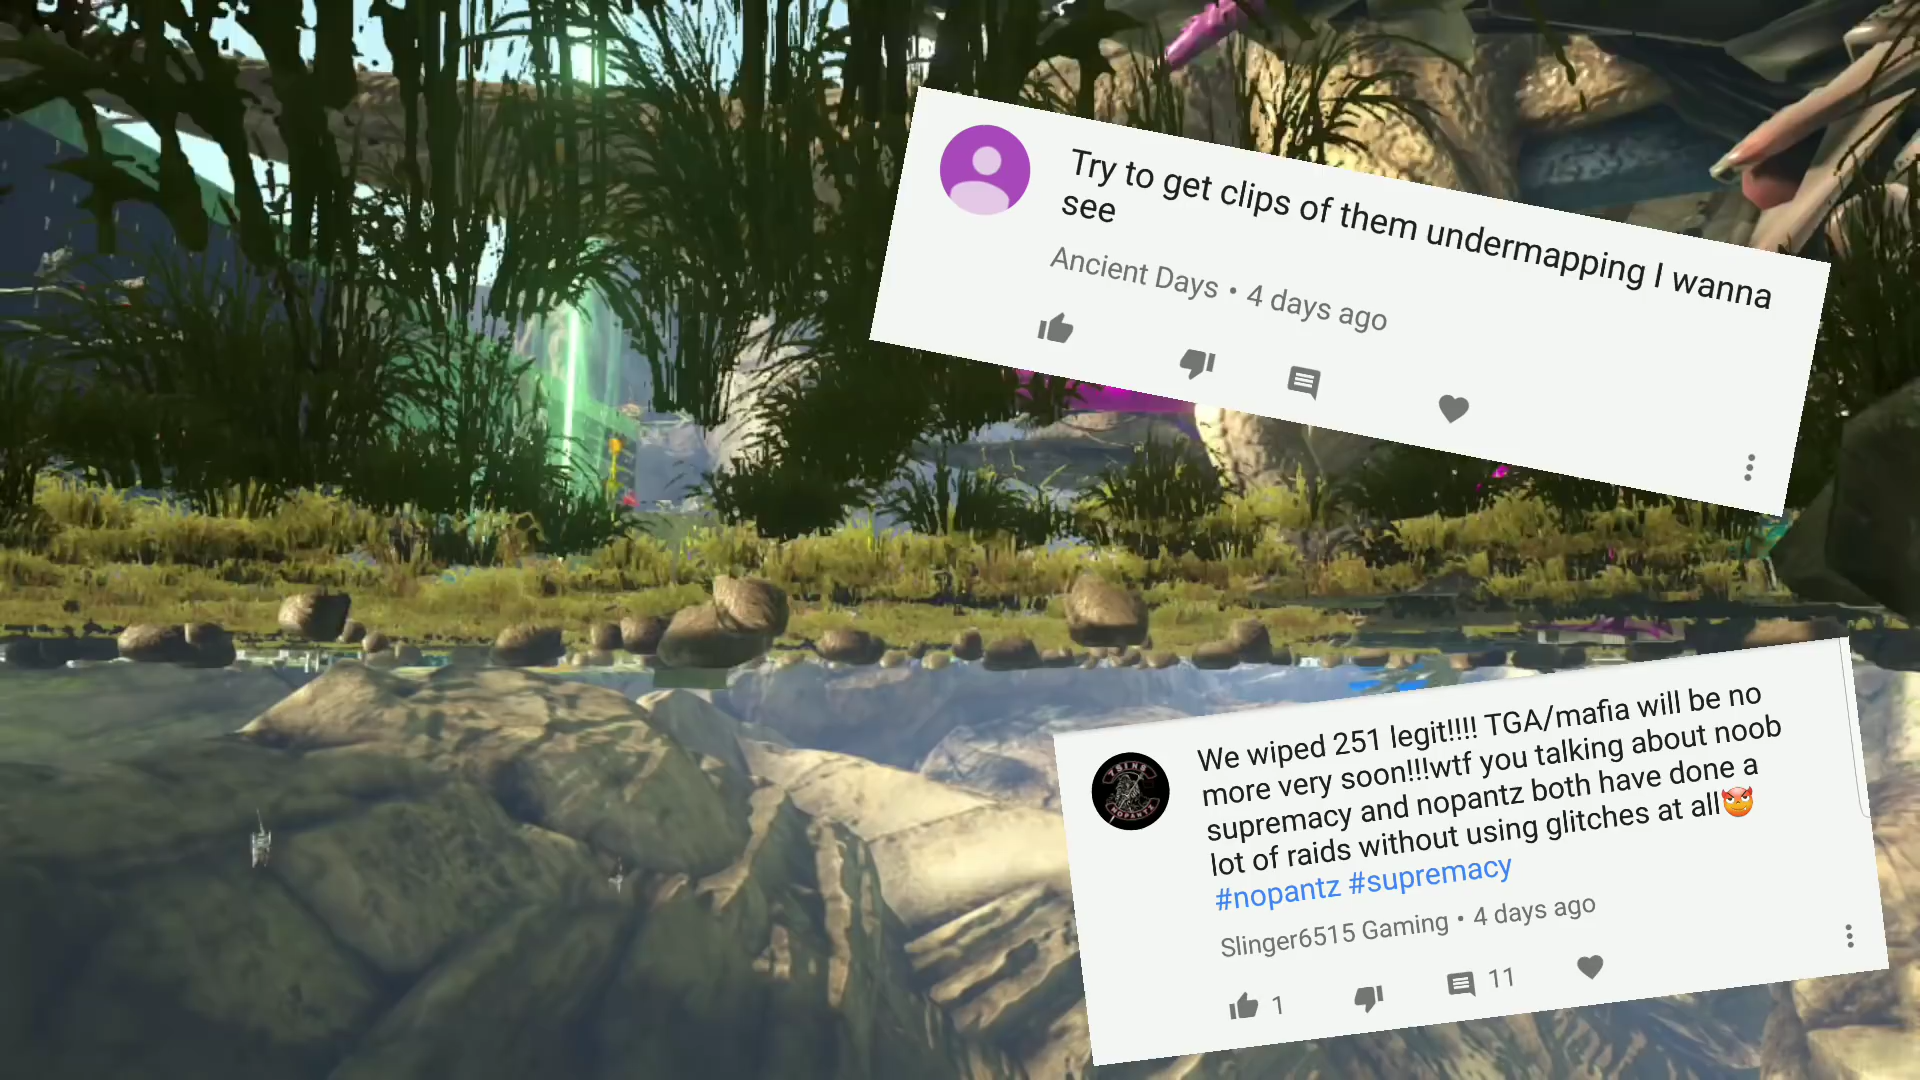 Try to get clips of them undermapping I wanna
see
Ancient Days • 4 days ago
We wiped 251 legit!!!! TGA/mafia will be no
more very soon!!!wtf you talking about noob
supremacy and nopantz both have done a
lot of raids without using glitches at all😈
#nopantz #supremacy
Slinger6515 Gaming • 4 days ago
1
11